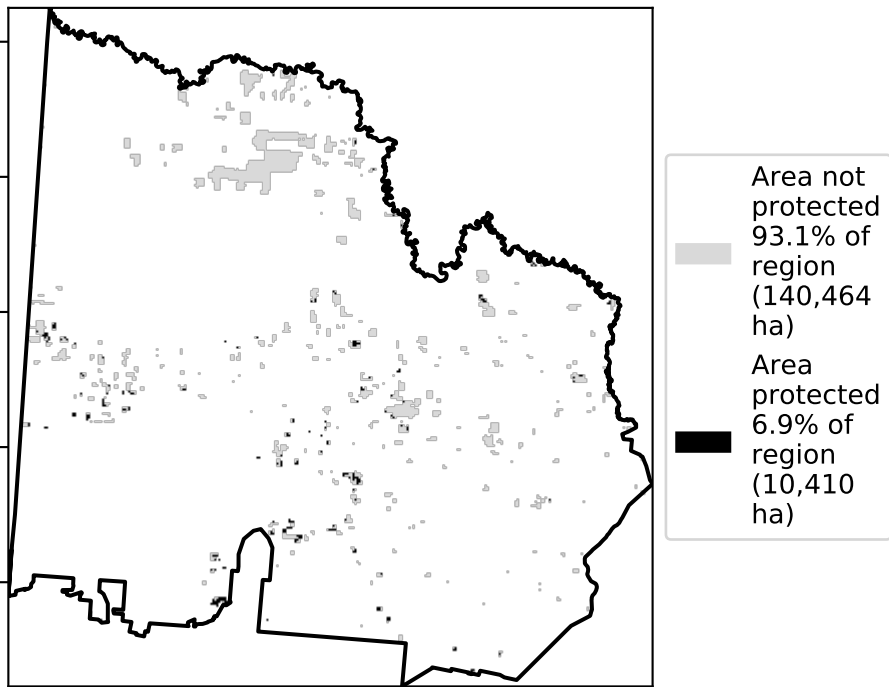 Area not
protected
93.1% of
region
(140,464
ha)
Area
protected
6.9% of
region
(10,410
ha)